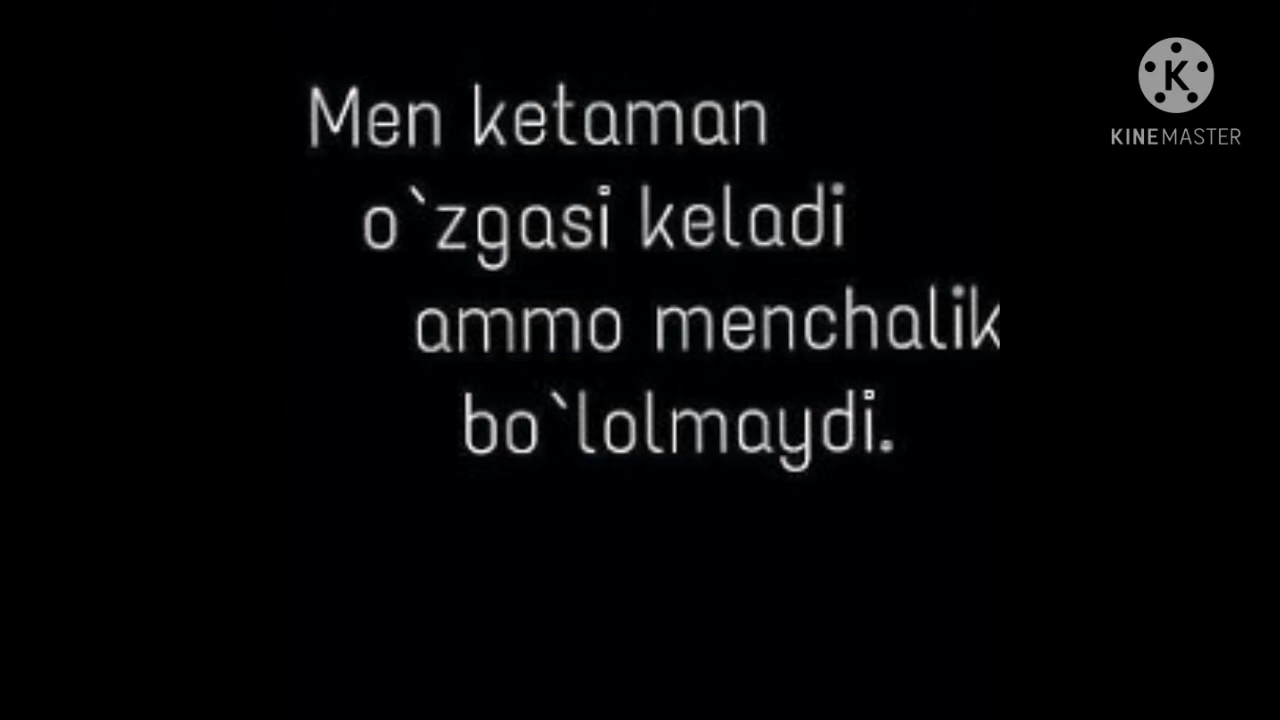 Men ketaman
o`zgasi keladi
ammo menchalik
bo`lolmaydi.
K
KINEMASTER